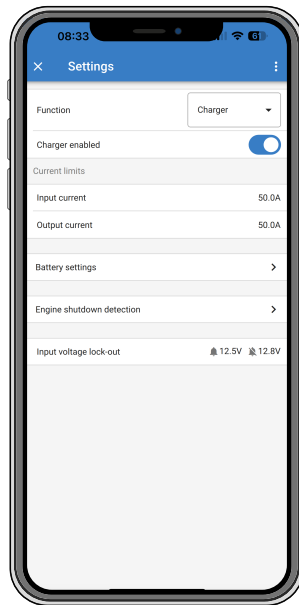 08:33 6
Settings
Function Charger
Charger enabled
Current limits
Input current 50.0A
Output current 50.0A
Battery settings
Engine shutdown detection
Input voltage lock-out 12.5V 12.8V